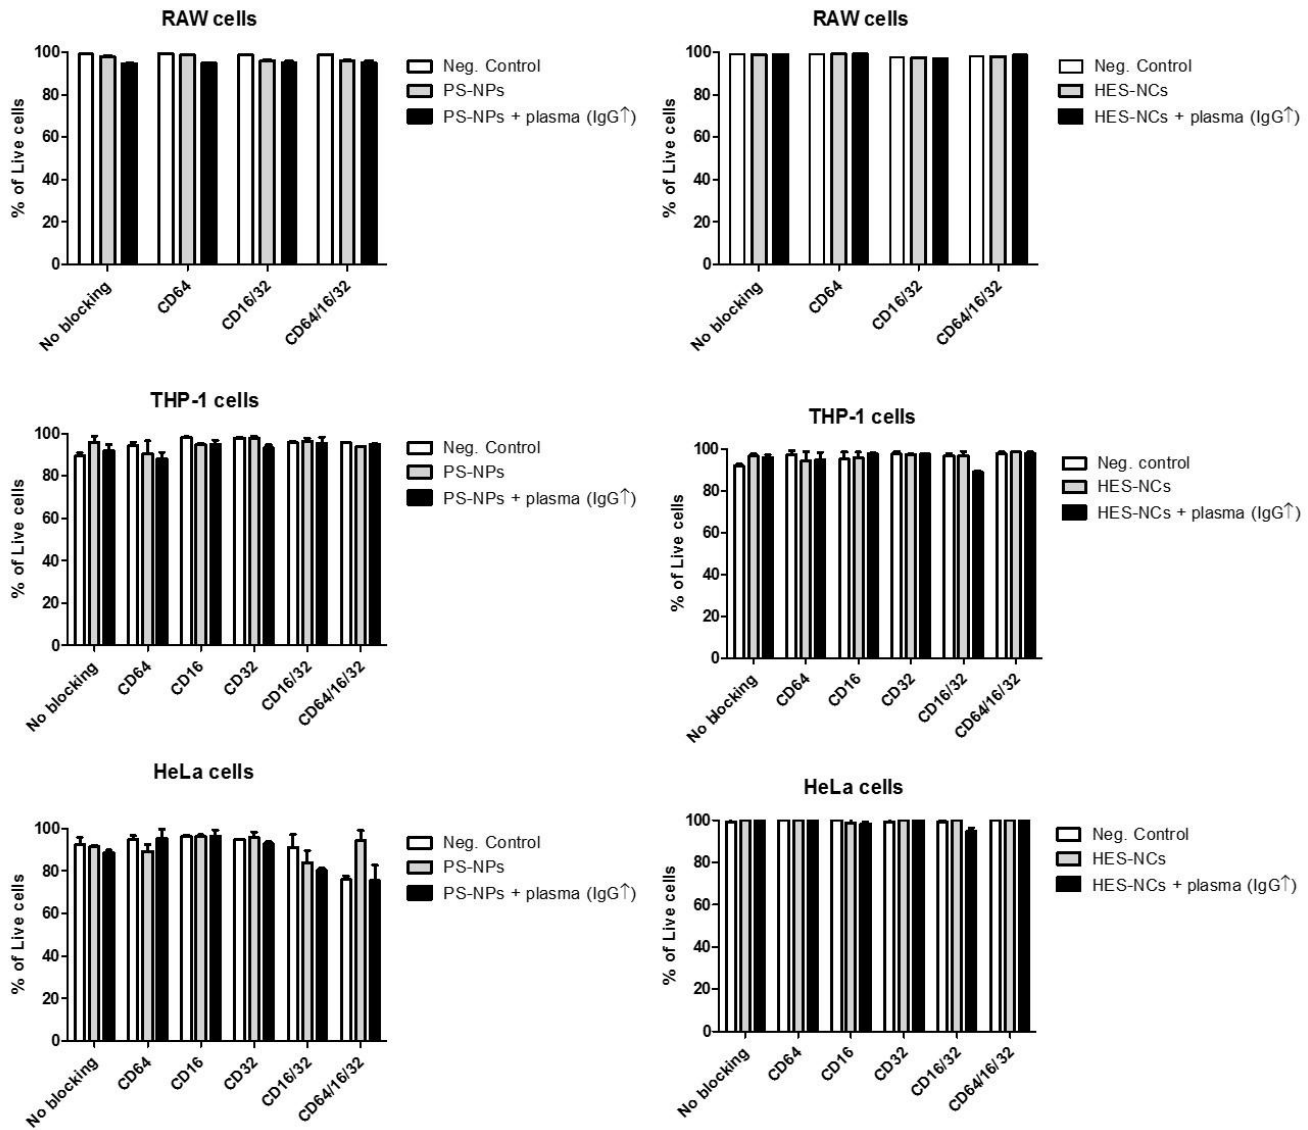 RAW cells
% of Live cells
100
80
60
40
20
0
No blocking
CD64
CD16/32
CD64/16/32
Neg. Control
PS-NPs
PS-NPs + plasma (IgG↑)
RAW cells
% of Live cells
100
80
60
40
20
0
No blocking
CD64
CD16/32
CD64/16/32
Neg. Control
HES-NCs
HES-NCs + plasma (IgG↑)
THP-1 cells
% of Live cells
100
80
60
40
20
0
No blocking
CD64
CD16
CD32
CD16/32
CD64/16/32
Neg. Control
PS-NPs
PS-NPs + plasma (IgG↑)
THP-1 cells
% of Live cells
100
80
60
40
20
0
No blocking
CD64
CD16
CD32
CD16/32
CD64/16/32
Neg. control
HES-NCs
HES-NCs + plasma (IgG↑)
HeLa cells
% of Live cells
100
80
60
40
20
0
No blocking
CD64
CD16
CD32
CD16/32
CD64/16/32
Neg. Control
PS-NPs
PS-NPs + plasma (IgG↑)
HeLa cells
% of Live cells
100
80
60
40
20
0
No blocking
CD64
CD16
CD32
CD16/32
CD64/16/32
Neg. Control
HES-NCs
HES-NCs + plasma (IgG↑)